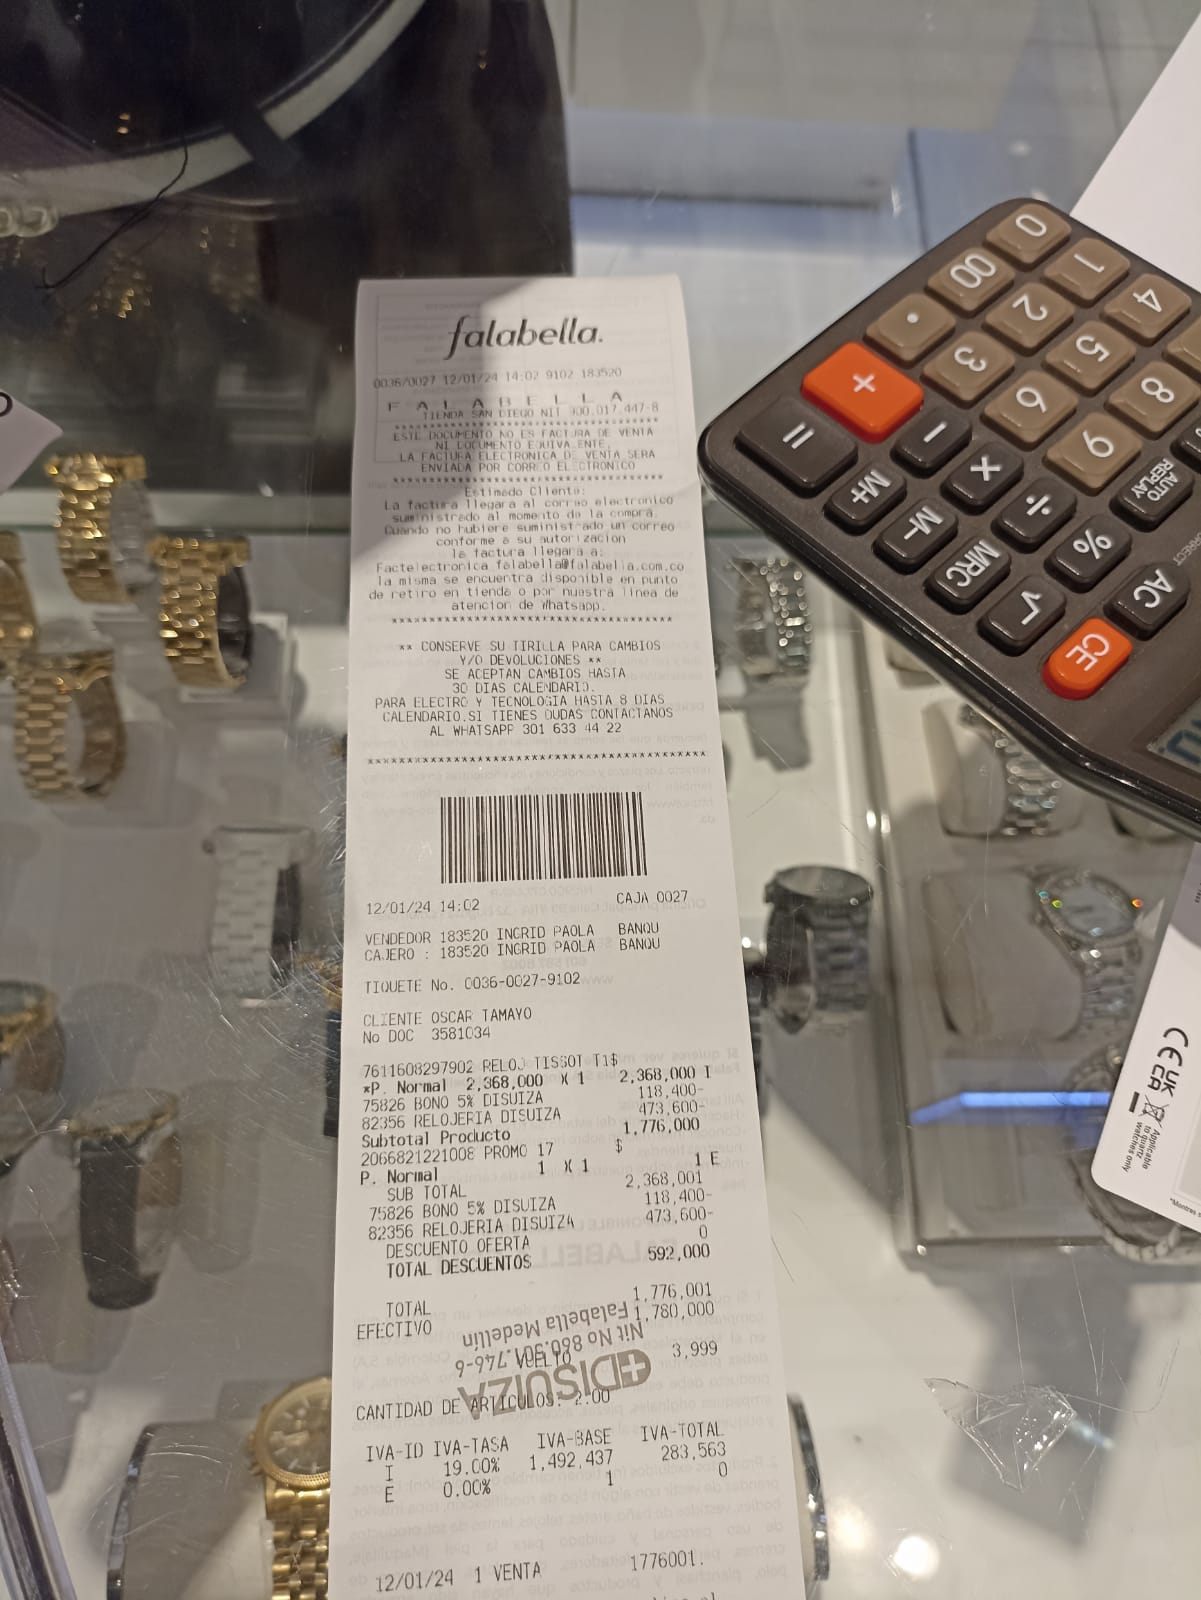 falabella.
0036/0027 12/01/24 14:02 9102 183520
F A L A B E L L A
TIENDA SAN DIEGO NIT 900.017.447-8
****************************************
ESTE DOCUMENTO NO ES FACTURA DE VENTA
NI DOCUMENTO EQUIVALENTE.
LA FACTURA ELECTRONICA DE VENTA SERA
ENVIADA POR CORREO ELECTRONICO
****************************************
Estimado Cliente:
La factura llegara al correo electronico
suministrado al momento de la compra.
Cuando no hubiere suministrado un correo
conforme a su autorizacion
la factura llegara a:
Factelectronica_falabella@falabella.com.co
la misma se encuentra disponible en punto
de retiro en tienda o por nuestra linea de
atencion de Whatsapp.
****************************************
** CONSERVE SU TIRILLA PARA CAMBIOS
Y/O DEVOLUCIONES **
SE ACEPTAN CAMBIOS HASTA
30 DIAS CALENDARIO.
PARA ELECTRO Y TECNOLOGIA HASTA 8 DIAS
CALENDARIO.SI TIENES DUDAS CONTACTANOS
AL WHATSAPP 301 633 44 22
****************************************
12/01/24 14:02 CAJA 0027
VENDEDOR 183520 INGRID PAOLA BANQU
CAJERO : 183520 INGRID PAOLA BANQU
TIQUETE No. 0036-0027-9102
CLIENTE OSCAR TAMAYO
No DOC 3581034
7611608297902 RELOJ TISSOT T1$
*P. Normal 2,368,000 X 1 2,368,000 I
75826 BONO 5% DISUIZA 118,400-
82356 RELOJERIA DISUIZA 473,600-
Subtotal Producto 1,776,000
2066821221008 PROMO 17 $
P. Normal 1 X 1 1 E
SUB TOTAL 2,368,001
75826 BONO 5% DISUIZA 118,400-
82356 RELOJERIA DISUIZA 473,600-
DESCUENTO OFERTA 0
TOTAL DESCUENTOS 592,000
TOTAL 1,776,001
EFECTIVO 1,780,000
VUELTO 3,999
CANTIDAD DE ARTICULOS: 2.00
IVA-ID IVA-TASA IVA-BASE IVA-TOTAL
I 19.00% 1,492,437 283,563
E 0.00% 1 0
12/01/24 1 VENTA 1776001.
DISUIZA
Nit No 860.501.746-6
Falabella Medellin
0 1 4
00 2 5 8
. 3 6 9
+ - × ÷ %
= M+ M- MRC √
AUTO REPLAY
AC
CE
CE UK CA
Applicable
to quartz
watches only